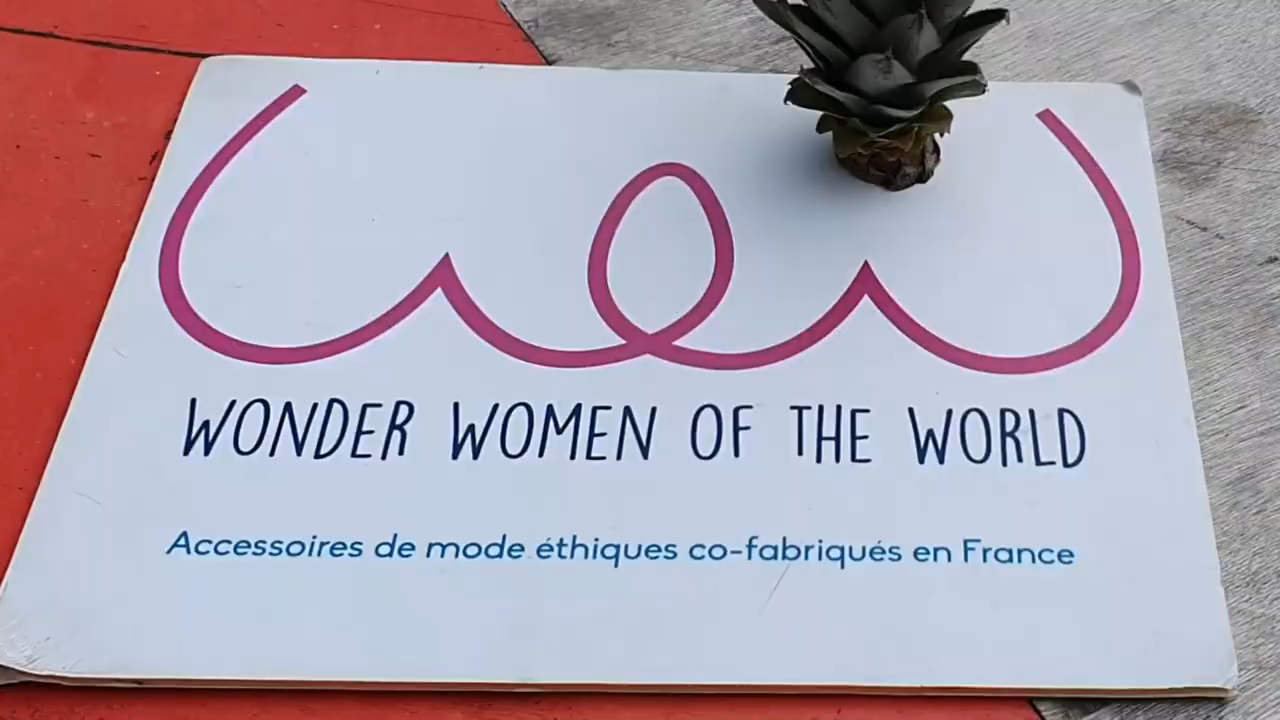 WONDER WOMEN OF THE WORLD
Accessoires de mode éthiques co-fabriqués en France